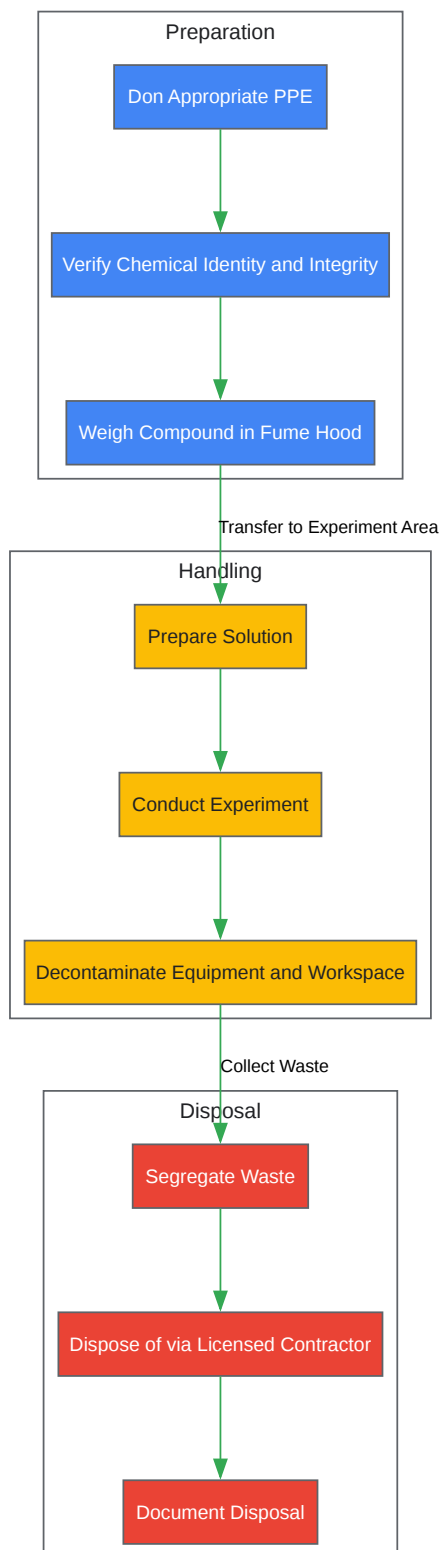 Preparation
Don Appropriate PPE
Verify Chemical Identity and Integrity
Weigh Compound in Fume Hood
Transfer to Experiment Area
Handling
Prepare Solution
Conduct Experiment
Decontaminate Equipment and Workspace
Collect Waste
Disposal
Segregate Waste
Dispose of via Licensed Contractor
Document Disposal